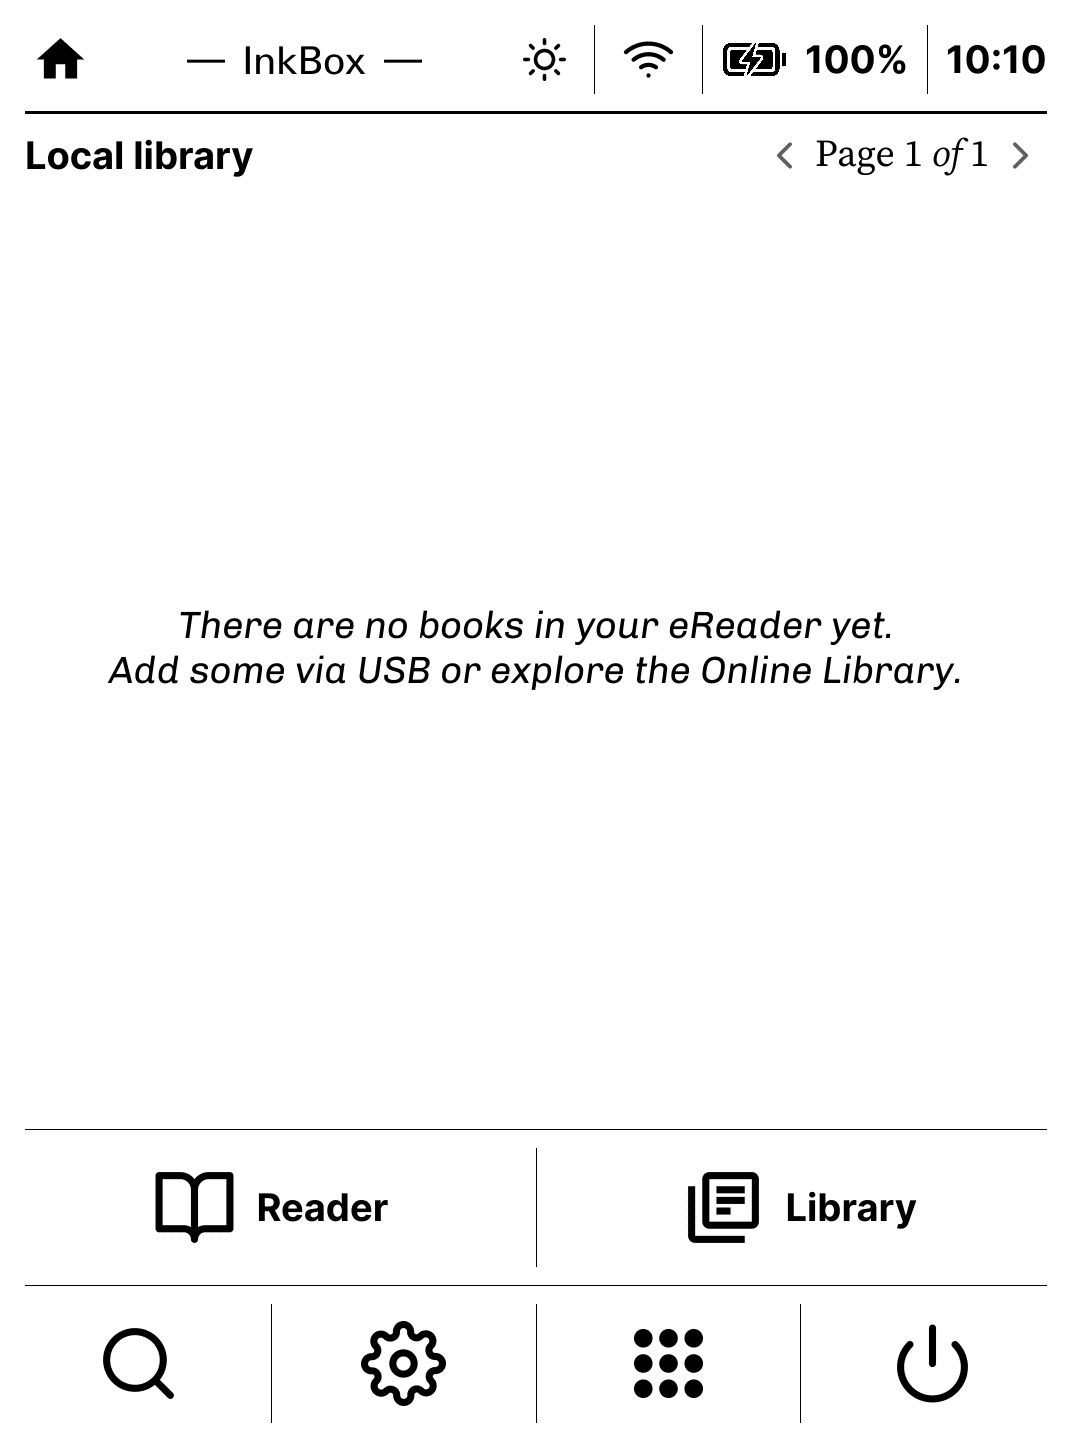 — InkBox —
100%
10:10
Local library
Page 1 of 1
There are no books in your eReader yet.
Add some via USB or explore the Online Library.
Reader
Library